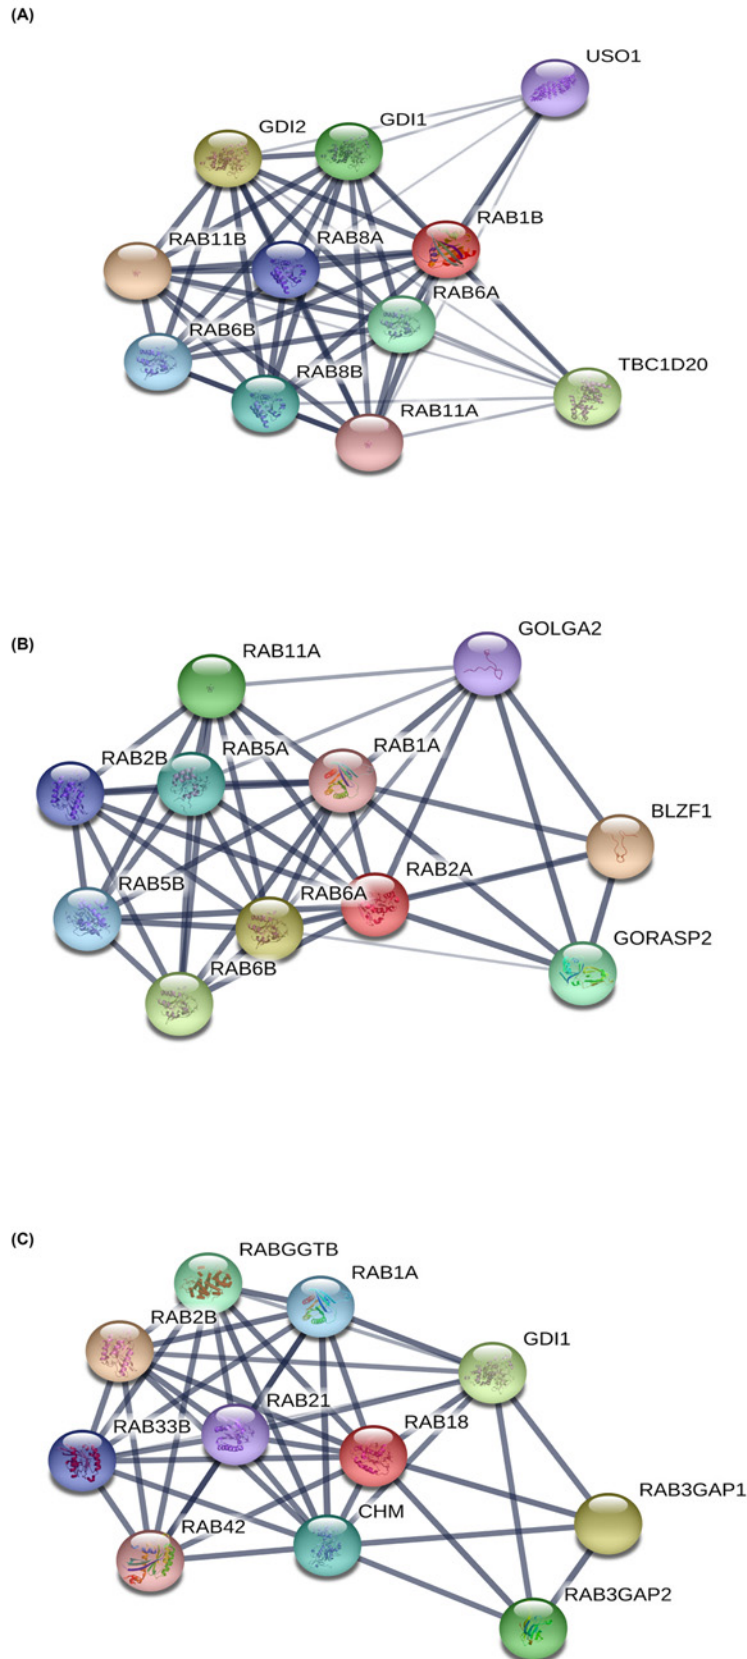 (A)
USO1
GDI2
GDI1
RAB11B
RAB8A
RAB1B
RAB6A
RAB6B
RAB8B
TBC1D20
RAB11A
(B)
GOLGA2
RAB11A
RAB2B
RAB5A
RAB1A
BLZF1
RAB5B
RAB6A
RAB2A
GORASP2
RAB6B
(C)
RABGGTB
RAB1A
RAB2B
GDI1
RAB33B
RAB21
RAB18
RAB3GAP1
RAB42
CHM
RAB3GAP2